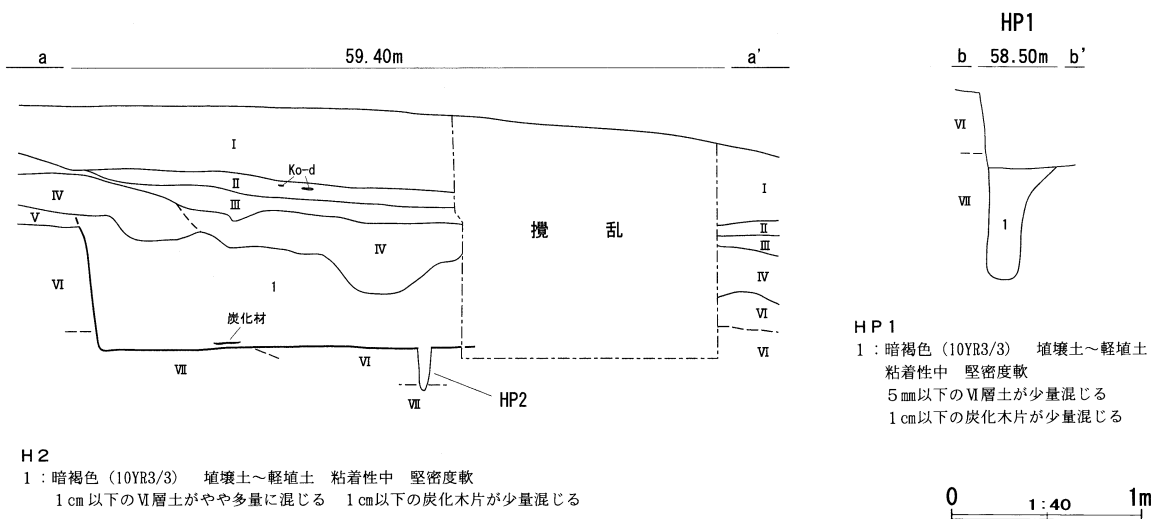 HP1
a 59.40m a'
b 58.50m b'
Ⅰ
Ko-d
Ⅱ
Ⅲ
Ⅳ
Ⅴ
Ⅳ
Ⅵ
1
炭化材
Ⅶ
Ⅵ
Ⅶ
HP2
攪 乱
Ⅰ
Ⅱ
Ⅲ
Ⅳ
Ⅵ
Ⅵ
Ⅵ
Ⅶ
1
HP1
1：暗褐色（10YR3/3） 埴壌土～軽埴土
粘着性中 堅密度軟
5㎜以下のⅥ層土が少量混じる
1㎝以下の炭化木片が少量混じる
H2
1：暗褐色（10YR3/3） 埴壌土～軽埴土 粘着性中 堅密度軟
1㎝以下のⅥ層土がやや多量に混じる 1㎝以下の炭化木片が少量混じる
0 1:40 1m